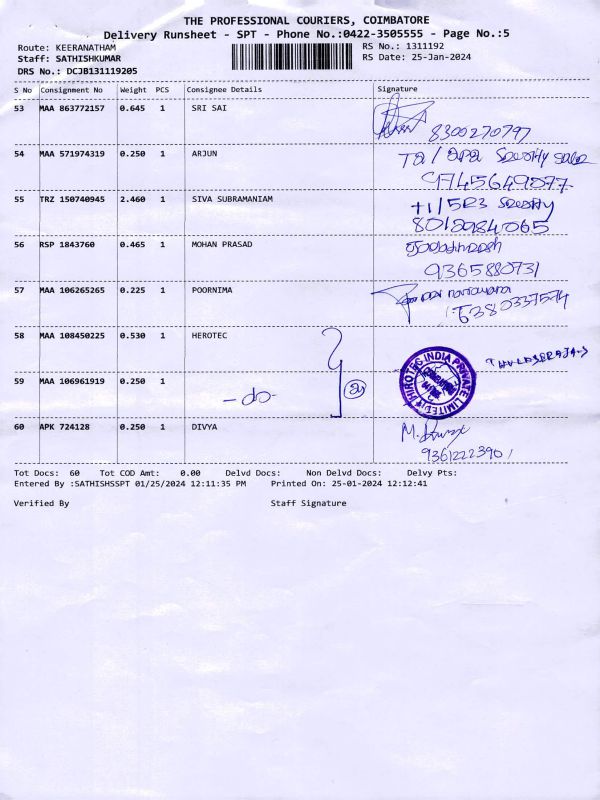 THE PROFESSIONAL COURIERS, COIMBATORE
Delivery Runsheet - SPT - Phone No.:0422-3505555 - Page No.:5
Route: KEERANATHAM RS No.: 1311192
Staff: SATHISHKUMAR RS Date: 25-Jan-2024
DRS No.: DCJB131119205
S No Consignment No Weight PCS Consignee Details Signature
53 MAA 863772157 0.645 1 SRI SAI
8300270797
54 MAA 571974319 0.250 1 ARJUN
9745649077
55 TRZ 150740945 2.460 1 SIVA SUBRAMANIAM
8012984065
56 RSP 1843760 0.465 1 MOHAN PRASAD
9365880731
57 MAA 106265265 0.225 1 POORNIMA
6380337574
58 MAA 108450225 0.530 1 HEROTEC
HIROTEC INDIA PRIVATE LIMITED
59 MAA 106961919 0.250 1
- do - 2
60 APK 724128 0.250 1 DIVYA
9361222390
Tot Docs: 60 Tot COD Amt: 0.00 Delvd Docs: Non Delvd Docs: Delvy Pts:
Entered By :SATHISHSSPT 01/25/2024 12:11:35 PM Printed On: 25-01-2024 12:12:41
Verified By Staff Signature